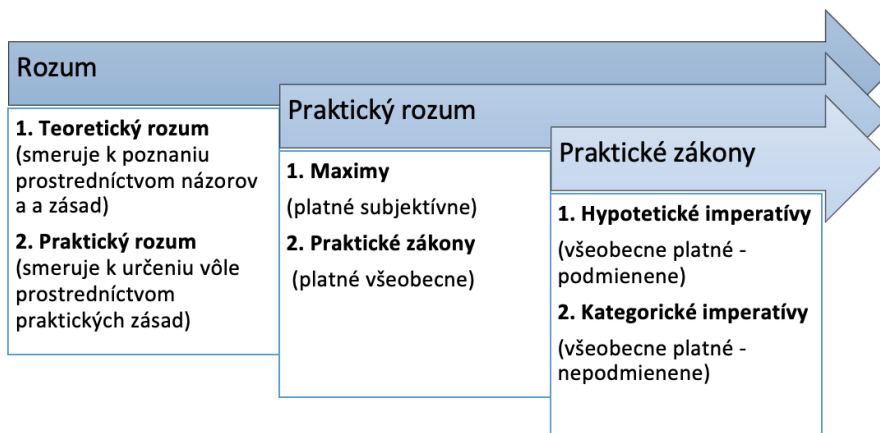 Rozum
1. Teoretický rozum
(smeruje k poznaniu
prostredníctvom názorov
a a zásad)
2. Praktický rozum
(smeruje k určeniu vôle
prostredníctvom
praktických zásad)
Praktický rozum
1. Maximy
(platné subjektívne)
2. Praktické zákony
(platné všeobecne)
Praktické zákony
1. Hypotetické imperatívy
(všeobecne platné -
podmienene)
2. Kategorické imperatívy
(všeobecne platné -
nepodmienene)